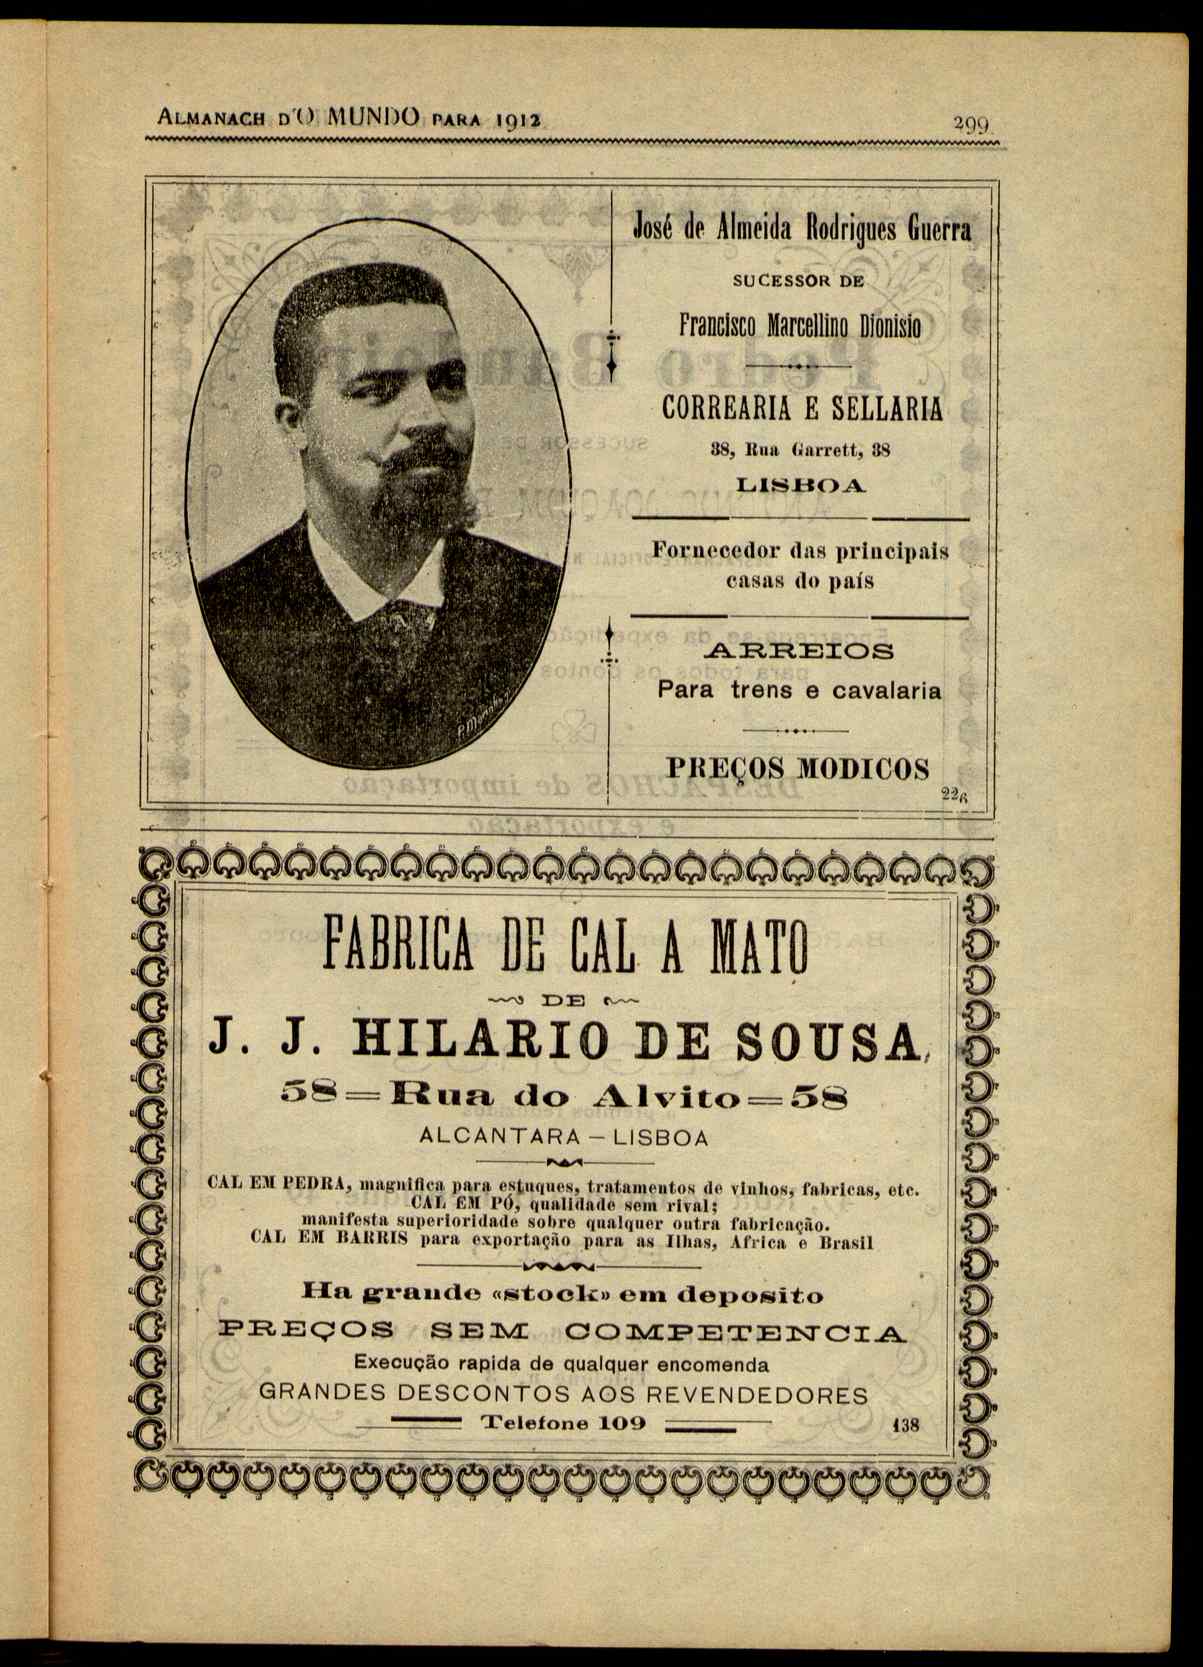 ALMANACH D'O MUNDO PARA 1912
299
José de Almeida Rodrigues Guerra
SUCESSOR DE
Francisco Marcellino Dionisio
CORREARIA E SELLARIA
38, Rua Garrett, 38
LISBOA
Fornecedor das principais
casas do país
ARREIOS
Para trens e cavalaria
PREÇOS MODICOS
226
FABRICA DE CAL A MATO
DE
J. J. HILARIO DE SOUSA
58=Rua do Alvito=58
ALCANTARA – LISBOA
CAL EM PEDRA, magnifica para estuques, tratamentos de vinhos, fabricas, etc.
CAL EM PÓ, qualidade sem rival;
manifesta superioridade sobre qualquer outra fabricação.
CAL EM BARRIS para exportação para as Ilhas, Africa e Brasil
Ha grande «stock» em deposito
PREÇOS SEM COMPETENCIA
Execução rapida de qualquer encomenda
GRANDES DESCONTOS AOS REVENDEDORES
Telefone 109
138